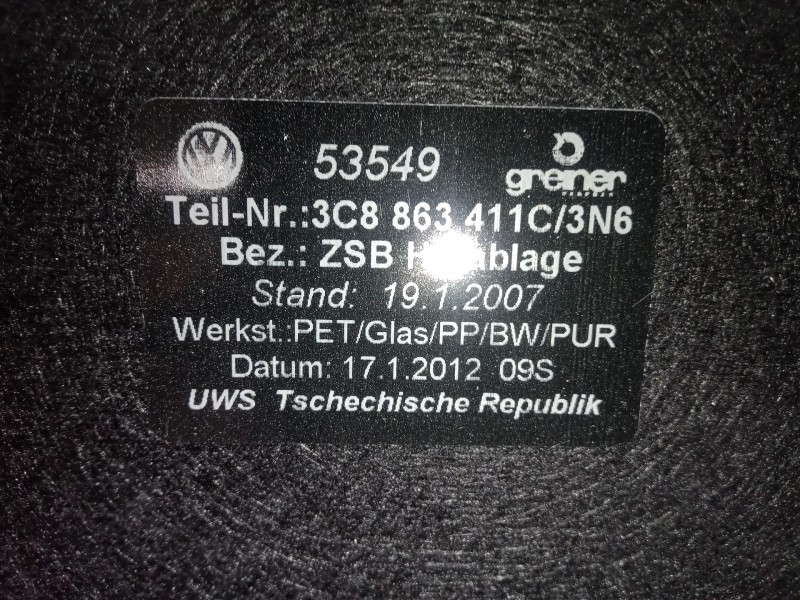 53549
greiner
Teil-Nr.:3C8 863 411C/3N6
Bez.: ZSB
Stand: 19.1.2007
Werkst.:PET/Glas/PP/BW/PUR
Datum: 17.1.2012 09S
UWS Tschechische Republik